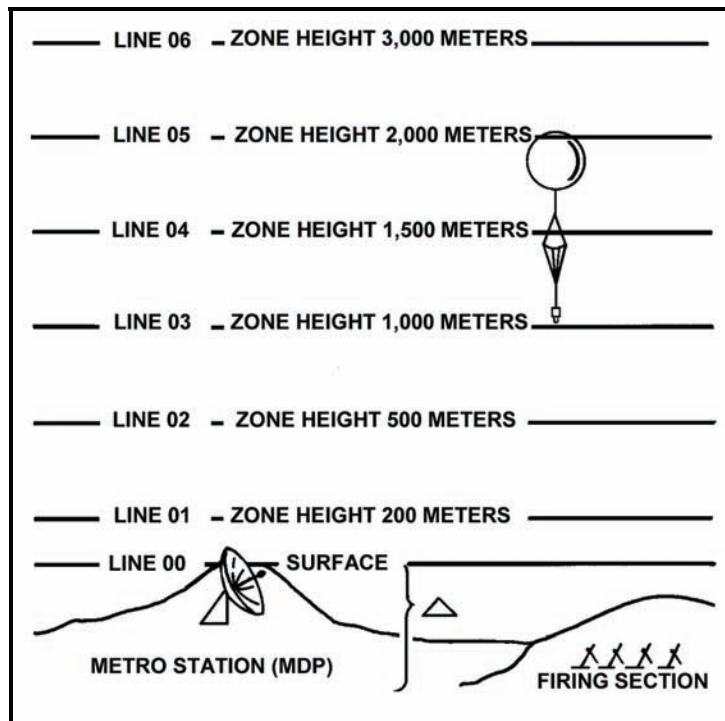 LINE 06 – ZONE HEIGHT 3,000 METERS
LINE 05 – ZONE HEIGHT 2,000 METERS
LINE 04 – ZONE HEIGHT 1,500 METERS
LINE 03 – ZONE HEIGHT 1,000 METERS
LINE 02 – ZONE HEIGHT 500 METERS
LINE 01 – ZONE HEIGHT 200 METERS
LINE 00 – SURFACE
METRO STATION (MDP)
FIRING SECTION